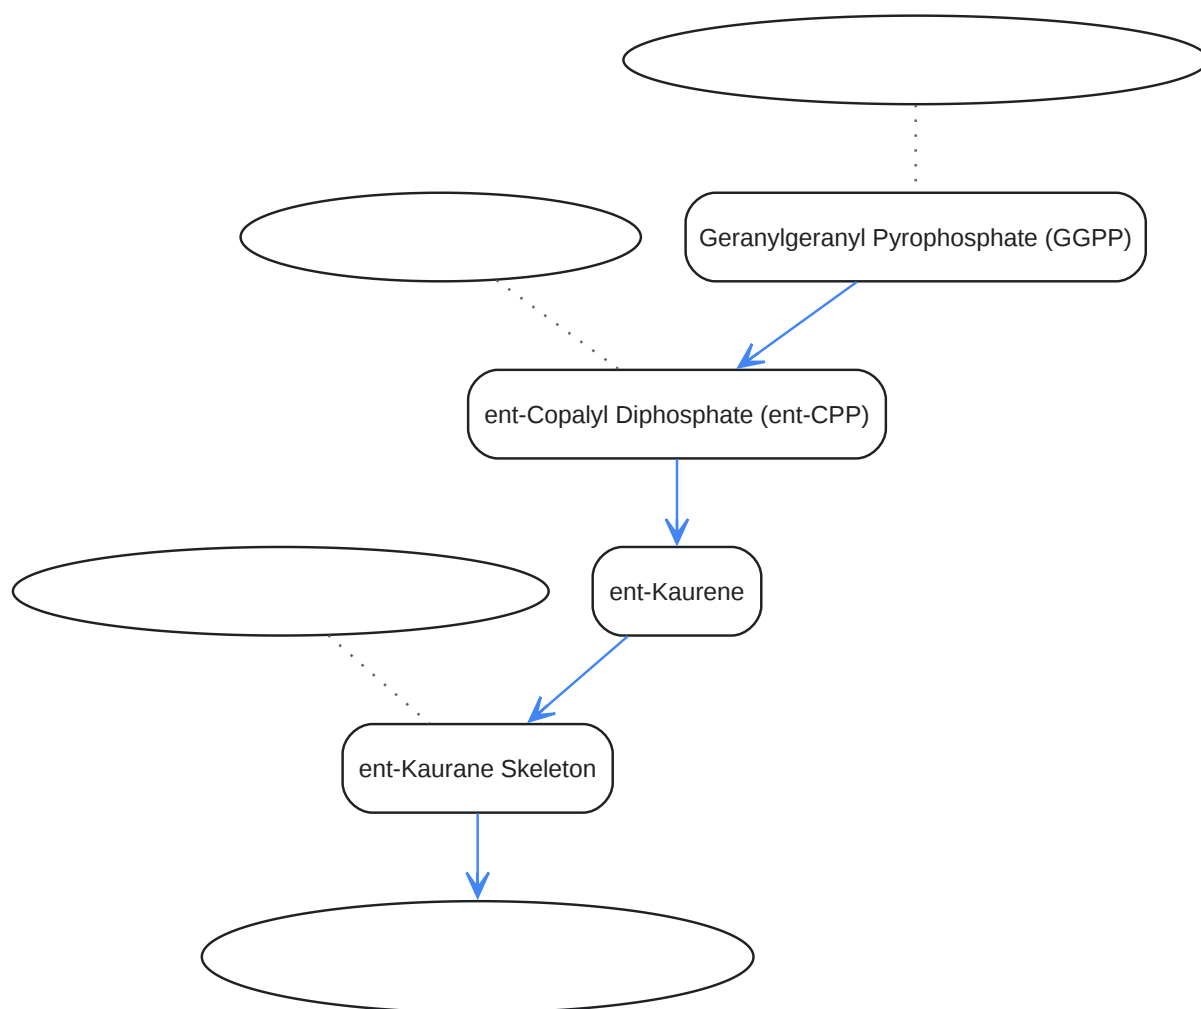 Geranylgeranyl Pyrophosphate (GGPP)
ent-Copalyl Diphosphate (ent-CPP)
ent-Kaurene
ent-Kaurane Skeleton